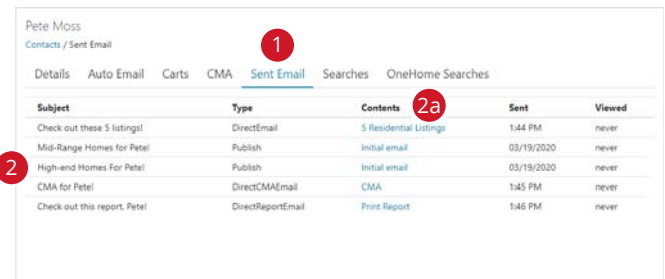 Pete Moss
Contacts / Sent Email
1
Details Auto Email Carts CMA Sent Email Searches OneHome Searches
2a
Subject Type Contents Sent Viewed
Check out these 5 listings! DirectEmail 5 Residential Listings 1:44 PM never
Mid-Range Homes for Pete! Publish Initial email 03/19/2020 never
2
High-end Homes For Pete! Publish Initial email 03/19/2020 never
CMA for Pete! DirectCMAEmail CMA 1:45 PM never
Check out this report, Pete! DirectReportEmail Print Report 1:46 PM never